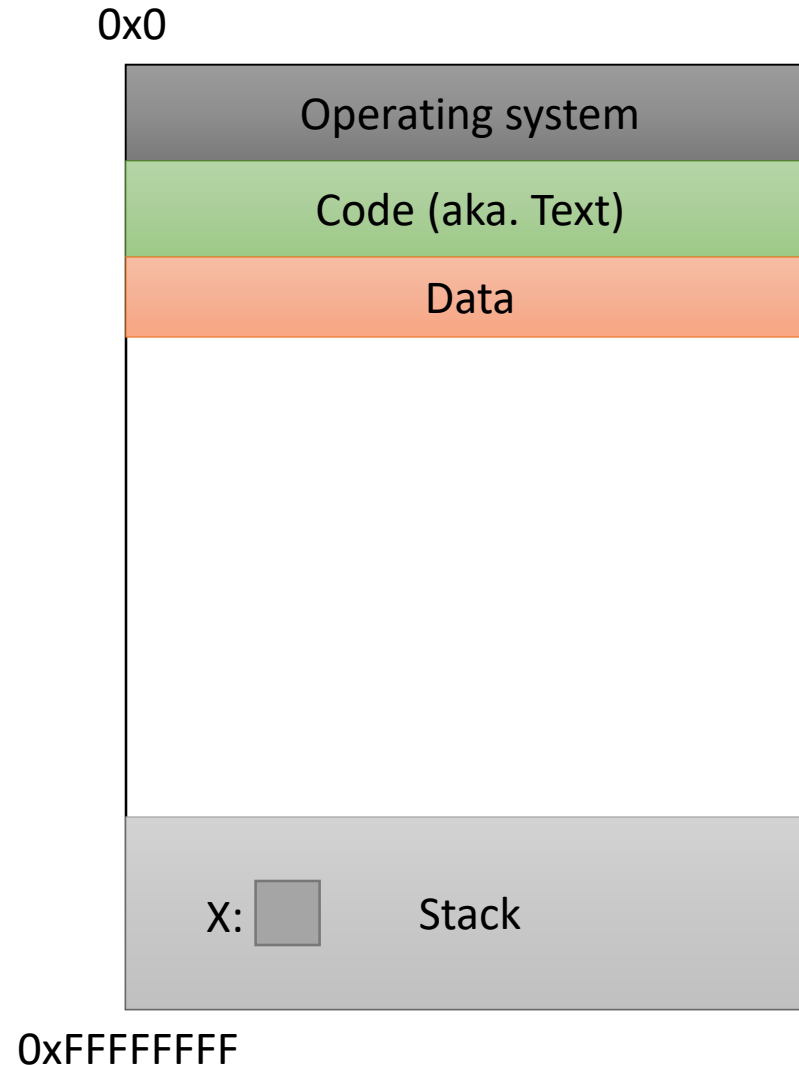 0x0
Operating system
Code (aka. Text)
Data
X: Stack
0xFFFFFFFF